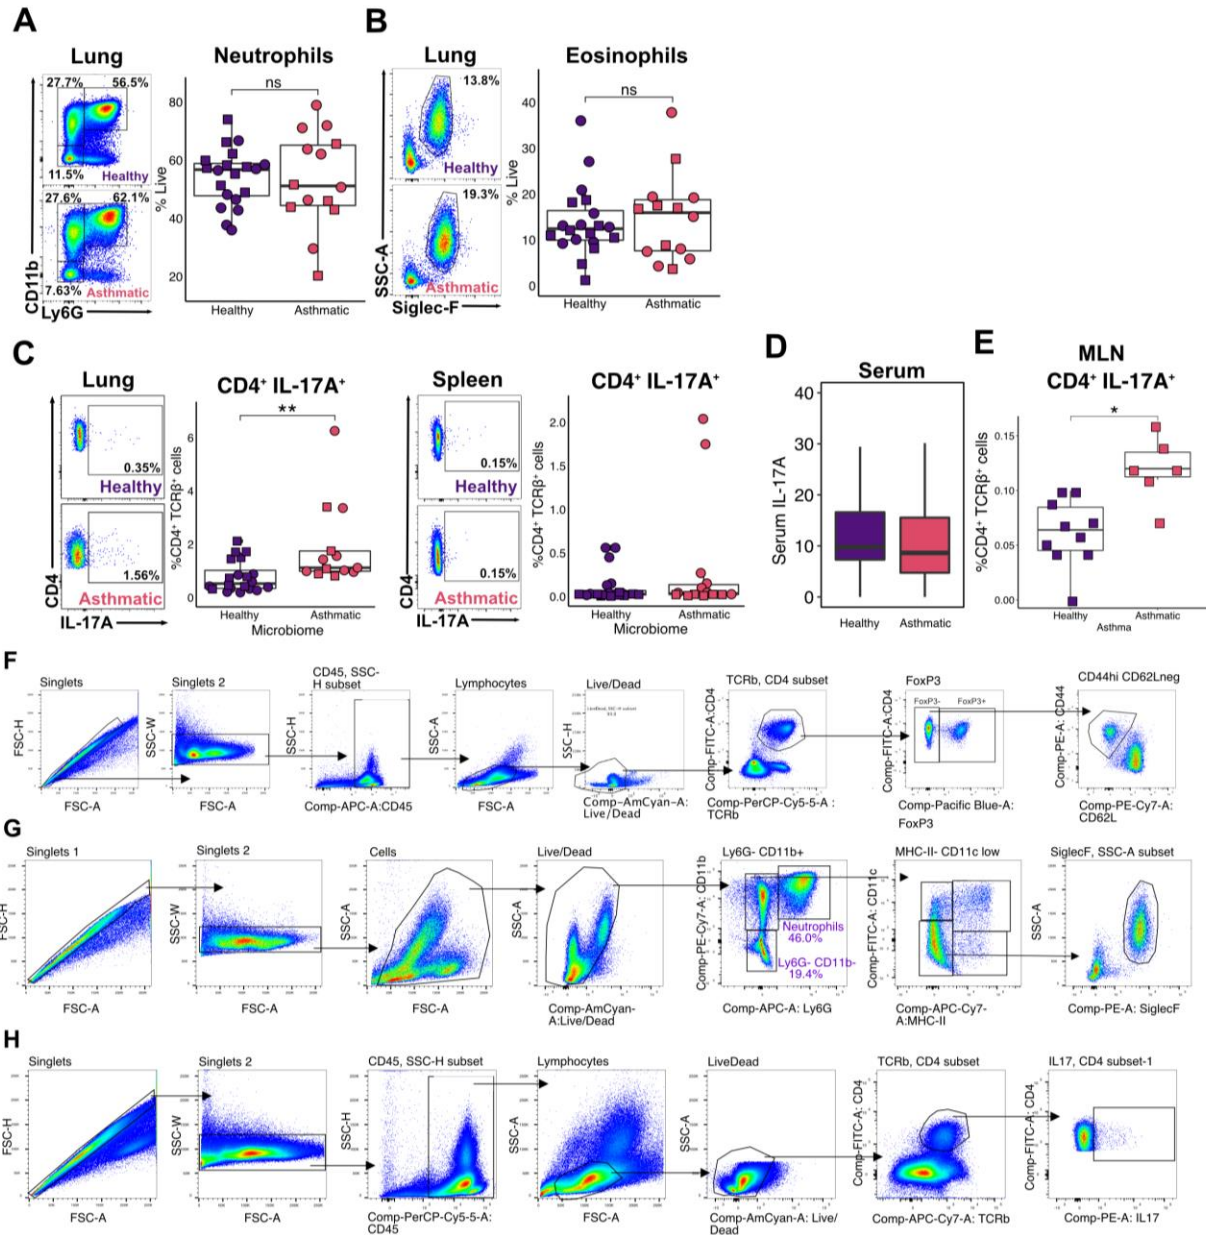 A
Lung
Neutrophils
27.7% 56.5%
11.5%
Healthy
27.6% 62.1%
7.63%
Asthmatic
CD11b
Ly6G
ns
% Live
80
60
40
20
Healthy
Asthmatic
B
Lung
Eosinophils
13.8%
Healthy
19.3%
Asthmatic
SSC-A
Siglec-F
ns
% Live
40
30
20
10
0
Healthy
Asthmatic
C
Lung
CD4⁺ IL-17A⁺
0.35%
Healthy
1.56%
Asthmatic
CD4
IL-17A
**
%CD4⁺ TCRβ⁺ cells
6
4
2
0
Healthy
Asthmatic
Microbiome
Spleen
CD4⁺ IL-17A⁺
0.15%
Healthy
0.15%
Asthmatic
CD4
IL-17A
%CD4⁺ TCRβ⁺ cells
2.0
1.5
1.0
0.5
0.0
Healthy
Asthmatic
Microbiome
D
Serum
Serum IL-17A
40
30
20
10
0
Healthy
Asthmatic
E
MLN
CD4⁺ IL-17A⁺
*
%CD4⁺ TCRβ⁺ cells
0.15
0.10
0.05
0.00
Healthy
Asthmatic
Asthma
F
Singlets
FSC-H
FSC-A
Singlets 2
SSC-W
FSC-A
CD45, SSC-
H subset
SSC-H
Comp-APC-A:CD45
Lymphocytes
SSC-A
FSC-A
Live/Dead
SSC-H
Comp-AmCyan-A:
Live/Dead
TCRb, CD4 subset
Comp-FITC-A:CD4
Comp-PerCP-Cy5-5-A :
TCRb
FoxP3
FoxP3- FoxP3+
Comp-FITC-A:CD4
Comp-Pacific Blue-A:
FoxP3
CD44hi CD62Lneg
Comp-PE-A: CD44
Comp-PE-Cy7-A:
CD62L
G
Singlets 1
FSC-H
FSC-A
Singlets 2
SSC-W
FSC-A
Cells
SSC-A
FSC-A
Live/Dead
SSC-A
Comp-AmCyan-
A:Live/Dead
Ly6G- CD11b+
Neutrophils
46.0%
Ly6G- CD11b-
19.4%
Comp-PE-Cy7-A: CD11b
Comp-APC-A: Ly6G
MHC-II- CD11c low
Comp-FITC-A: CD11c
Comp-APC-Cy7-
A:MHC-II
SiglecF, SSC-A subset
SSC-A
Comp-PE-A: SiglecF
H
Singlets
FSC-H
FSC-A
Singlets 2
SSC-W
FSC-A
CD45, SSC-H subset
SSC-H
Comp-PerCP-Cy5-5-A:
CD45
Lymphocytes
SSC-A
FSC-A
LiveDead
SSC-A
Comp-AmCyan-A: Live/
Dead
TCRb, CD4 subset
Comp-FITC-A: CD4
Comp-APC-Cy7-A: TCRb
IL17, CD4 subset-1
Comp-FITC-A: CD4
Comp-PE-A: IL17